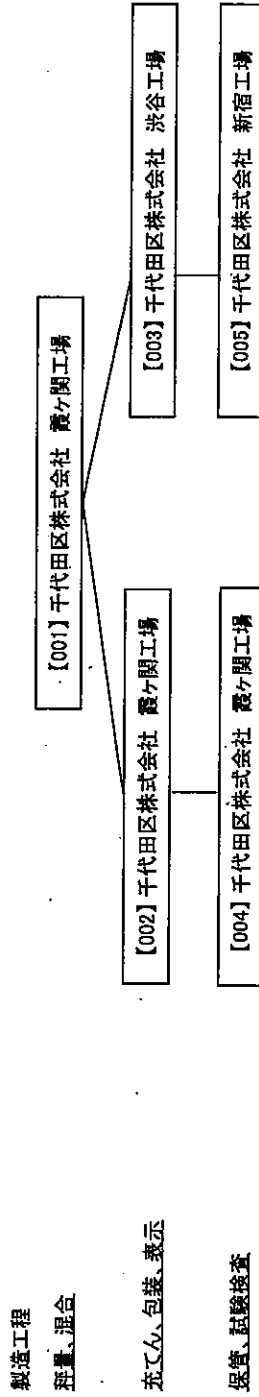 製造工程
秤量、混合
【001】千代田区株式会社 霞ヶ関工場
充てん、包装、表示
【002】千代田区株式会社 霞ヶ関工場
【003】千代田区株式会社 渋谷工場
保管、試験検査
【004】千代田区株式会社 霞ヶ関工場
【005】千代田区株式会社 新宿工場